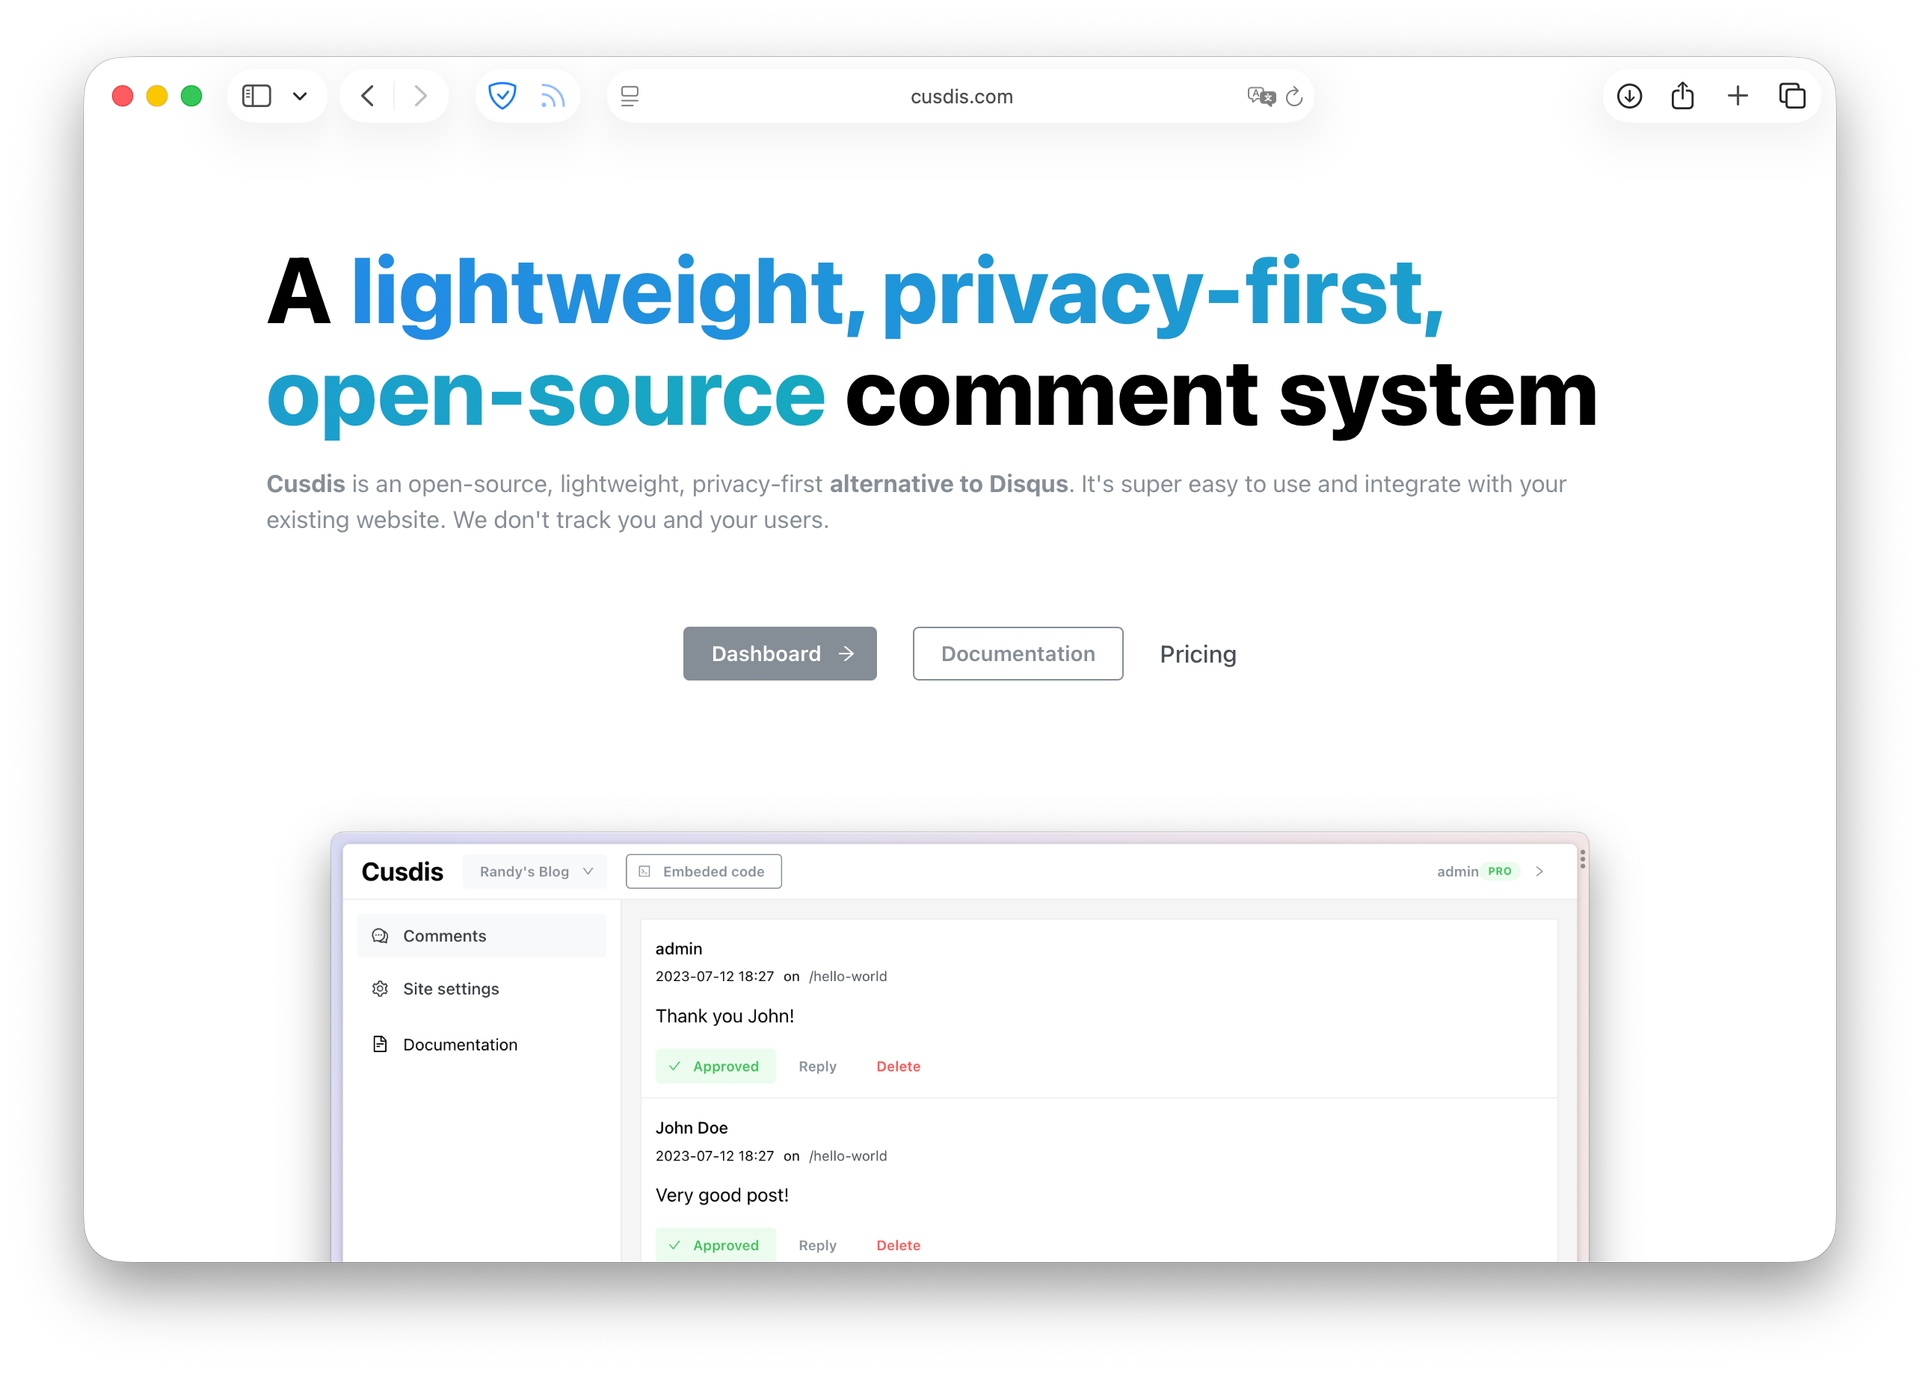 cusdis.com
A lightweight, privacy-first,
open-source comment system
Cusdis is an open-source, lightweight, privacy-first alternative to Disqus. It's super easy to use and integrate with your
existing website. We don't track you and your users.
Dashboard
Documentation
Pricing
Cusdis
Randy's Blog
Embeded code
admin PRO
Comments
Site settings
Documentation
admin
2023-07-12 18:27 on /hello-world
Thank you John!
Approved Reply Delete
John Doe
2023-07-12 18:27 on /hello-world
Very good post!
Approved Reply Delete